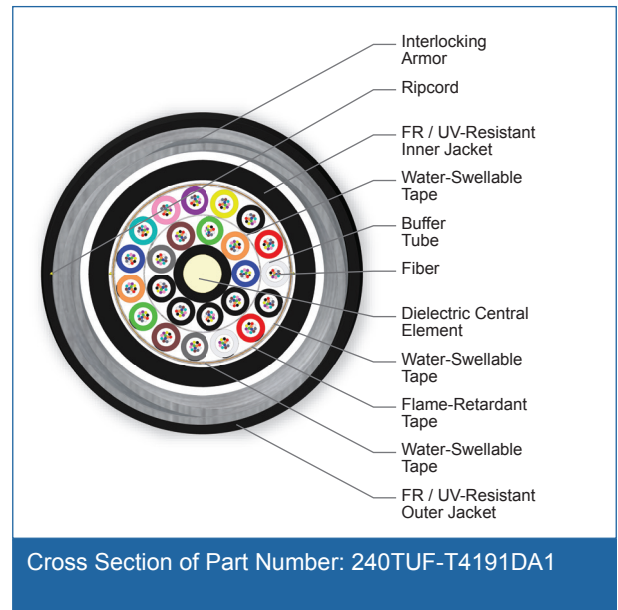 Interlocking
Armor
Ripcord
FR / UV-Resistant
Inner Jacket
Water-Swellable
Tape
Buffer
Tube
Fiber
Dielectric Central
Element
Water-Swellable
Tape
Flame-Retardant
Tape
Water-Swellable
Tape
FR / UV-Resistant
Outer Jacket
Cross Section of Part Number: 240TUF-T4191DA1